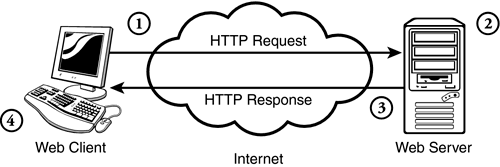 ①
②
HTTP Request
HTTP Response
③
④
Web Client
Internet
Web Server